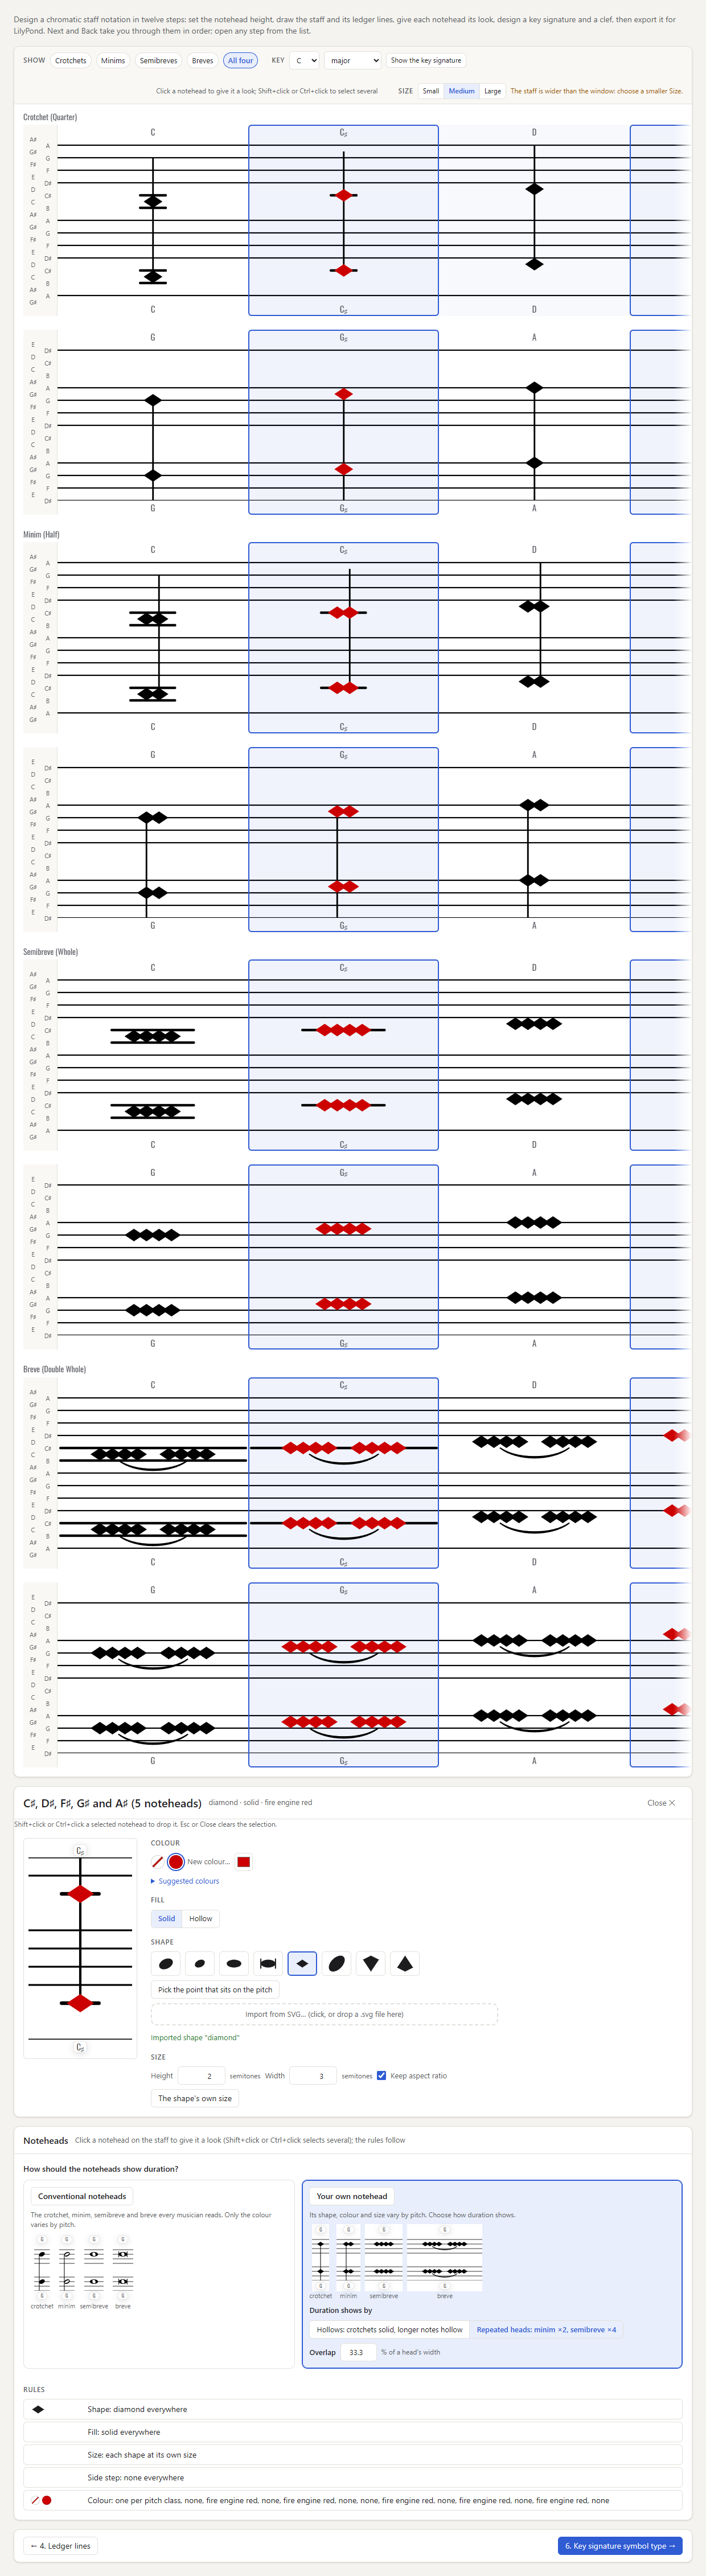 Design a chromatic staff notation in twelve steps: set the notehead height, draw the staff and its ledger lines, give each notehead its look, design a key signature and a clef, then export it for
LilyPond. Next and Back take you through them in order; open any step from the list.
SHOW Crotchets Minims Semibreves Breves All four KEY C major Show the key signature
Click a notehead to give it a look; Shift+click or Ctrl+click to select several SIZE Small Medium Large The staff is wider than the window: choose a smaller Size.
Crotchet (Quarter)
C C♯ D
A♯
A
G♯
G
F♯
F
E
D♯
D
C♯
C
B
A♯
A
G♯
G
F♯
F
E
D♯
D
C♯
C
B
A♯
A
G♯
C C♯ D
G G♯ A
E
D♯
D
C♯
C
B
A♯
A
G♯
G
F♯
F
E
D♯
D
C♯
C
B
A♯
A
G♯
G
F♯
F
E
D♯
G G♯ A
Minim (Half)
C C♯ D
A♯
A
G♯
G
F♯
F
E
D♯
D
C♯
C
B
A♯
A
G♯
G
F♯
F
E
D♯
D
C♯
C
B
A♯
A
G♯
C C♯ D
G G♯ A
E
D♯
D
C♯
C
B
A♯
A
G♯
G
F♯
F
E
D♯
D
C♯
C
B
A♯
A
G♯
G
F♯
F
E
D♯
G G♯ A
Semibreve (Whole)
C C♯ D
A♯
A
G♯
G
F♯
F
E
D♯
D
C♯
C
B
A♯
A
G♯
G
F♯
F
E
D♯
D
C♯
C
B
A♯
A
G♯
C C♯ D
G G♯ A
E
D♯
D
C♯
C
B
A♯
A
G♯
G
F♯
F
E
D♯
D
C♯
C
B
A♯
A
G♯
G
F♯
F
E
D♯
G G♯ A
Breve (Double Whole)
C C♯ D
A♯
A
G♯
G
F♯
F
E
D♯
D
C♯
C
B
A♯
A
G♯
G
F♯
F
E
D♯
D
C♯
C
B
A♯
A
G♯
C C♯ D
G G♯ A
E
D♯
D
C♯
C
B
A♯
A
G♯
G
F♯
F
E
D♯
D
C♯
C
B
A♯
A
G♯
G
F♯
F
E
D♯
G G♯ A
C♯, D♯, F♯, G♯ and A♯ (5 noteheads) diamond · solid · fire engine red Close ✕
Shift+click or Ctrl+click a selected notehead to drop it. Esc or Close clears the selection.
C♯
C♯
COLOUR
New colour...
▶ Suggested colours
FILL
Solid Hollow
SHAPE
Pick the point that sits on the pitch
Import from SVG... (click, or drop a .svg file here)
Imported shape "diamond"
SIZE
Height 2 semitones Width 3 semitones Keep aspect ratio
The shape's own size
Noteheads Click a notehead on the staff to give it a look (Shift+click or Ctrl+click selects several); the rules follow
How should the noteheads show duration?
Conventional noteheads
The crotchet, minim, semibreve and breve every musician reads. Only the colour
varies by pitch.
G G G G
G G G G
crotchet minim semibreve breve
Your own notehead
Its shape, colour and size vary by pitch. Choose how duration shows.
G G G G
G G G G
crotchet minim semibreve breve
Duration shows by
Hollows: crotchets solid, longer notes hollow Repeated heads: minim ×2, semibreve ×4
Overlap 33.3 % of a head's width
RULES
Shape: diamond everywhere
Fill: solid everywhere
Size: each shape at its own size
Side step: none everywhere
Colour: one per pitch class, none, fire engine red, none, fire engine red, none, none, fire engine red, none, fire engine red, none, fire engine red, none
← 4. Ledger lines
6. Key signature symbol type →